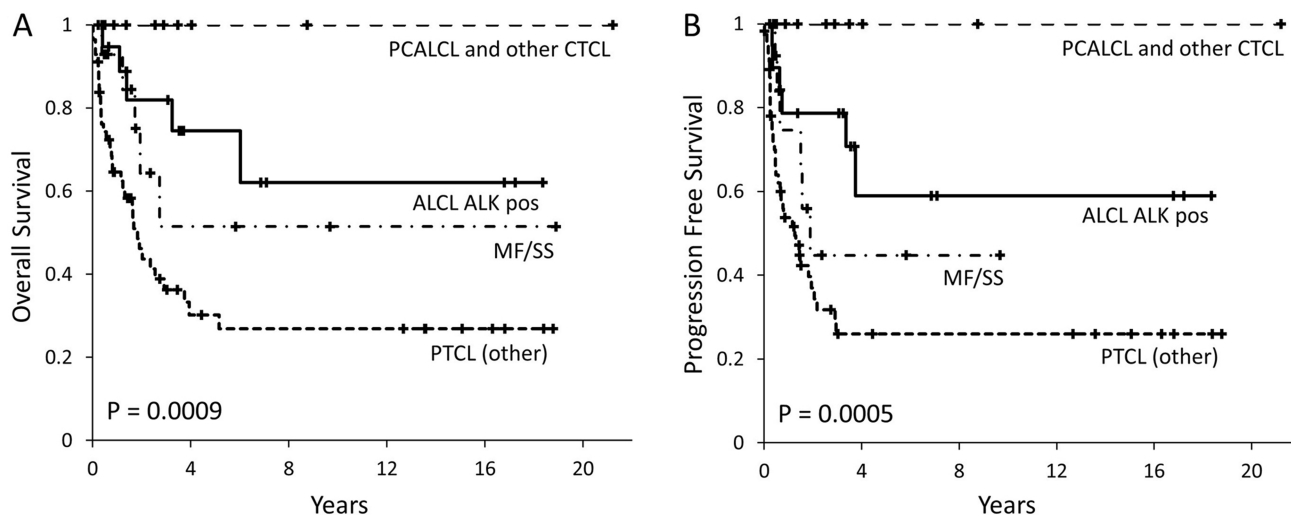 A
Overall Survival
1
0.8
0.6
0.4
0.2
0
PCALCL and other CTCL
ALCL ALK pos
MF/SS
PTCL (other)
P = 0.0009
0 4 8 12 16 20
Years
B
Progression Free Survival
1
0.8
0.6
0.4
0.2
0
PCALCL and other CTCL
ALCL ALK pos
MF/SS
PTCL (other)
P = 0.0005
0 4 8 12 16 20
Years